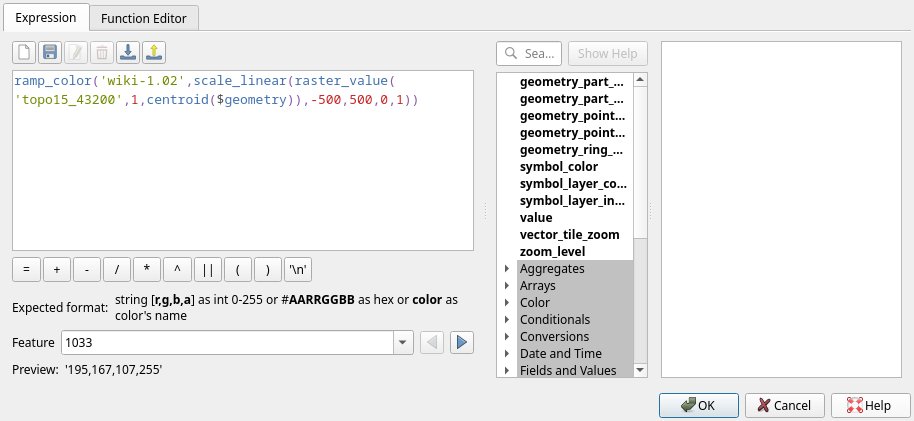 Expression
Function Editor
ramp_color('wiki-1.02',scale_linear(raster_value(
'topo15_43200',1,centroid($geometry)),-500,500,0,1))
= + - / * ^ || ( ) '\n'
Expected format: string [r,g,b,a] as int 0-255 or #AARRGGBB as hex or color as
color's name
Feature 1033
Preview: '195,167,107,255'
Sea... Show Help
geometry_part_...
geometry_part_...
geometry_point...
geometry_point...
geometry_ring_...
symbol_color
symbol_layer_co...
symbol_layer_in...
value
vector_tile_zoom
zoom_level
Aggregates
Arrays
Color
Conditionals
Conversions
Date and Time
Fields and Values
OK Cancel Help